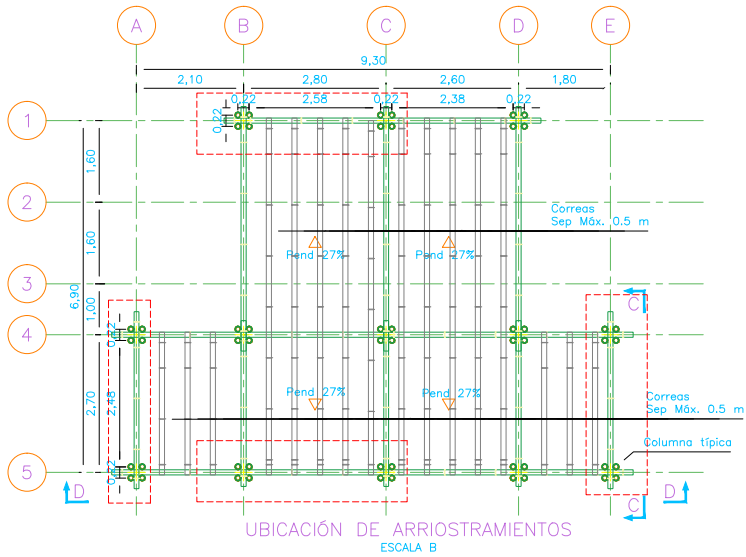 A B C D E
9,30
2,10 2,80 2,60 1,80
0,22 2,58 0,22 2,38 0,22
1
0,22
1,60
2
Correas
Sep Máx. 0.5 m
1,60
Pend 27% Pend 27%
3
6,90
1,00
C
4
0,22
Pend 27% Pend 27%
2,70
2,48
Correas
Sep Máx. 0.5 m
Columna típica
5
0,22
D
C
D
UBICACIÓN DE ARRIOSTRAMIENTOS
ESCALA B